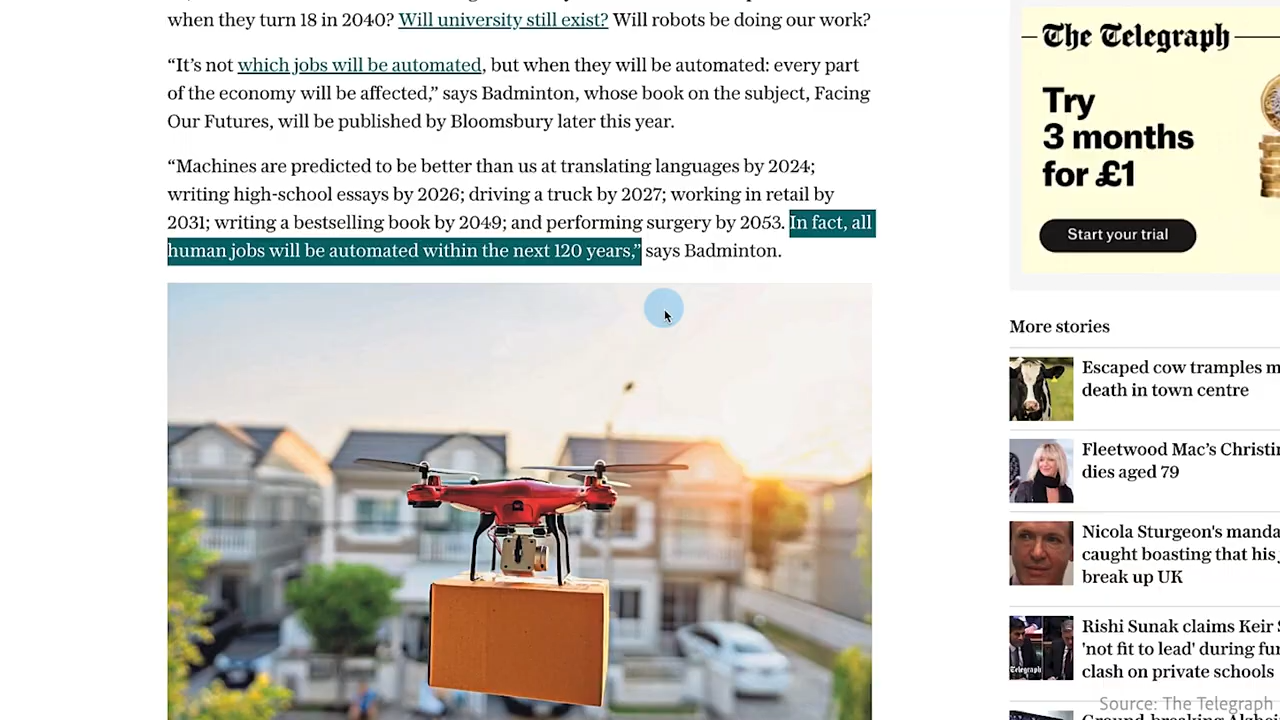 when they turn 18 in 2040? Will university still exist? Will robots be doing our work?
“It’s not which jobs will be automated, but when they will be automated: every part
of the economy will be affected,” says Badminton, whose book on the subject, Facing
Our Futures, will be published by Bloomsbury later this year.
“Machines are predicted to be better than us at translating languages by 2024;
writing high-school essays by 2026; driving a truck by 2027; working in retail by
2031; writing a bestselling book by 2049; and performing surgery by 2053. In fact, all
human jobs will be automated within the next 120 years,” says Badminton.
The Telegraph
Try
3 months
for £1
Start your trial
More stories
Escaped cow tramples m
death in town centre
Fleetwood Mac’s Christin
dies aged 79
Nicola Sturgeon's manda
caught boasting that his
break up UK
Rishi Sunak claims Keir S
'not fit to lead' during fur
clash on private schools
Telegraph
Source: The Telegraph